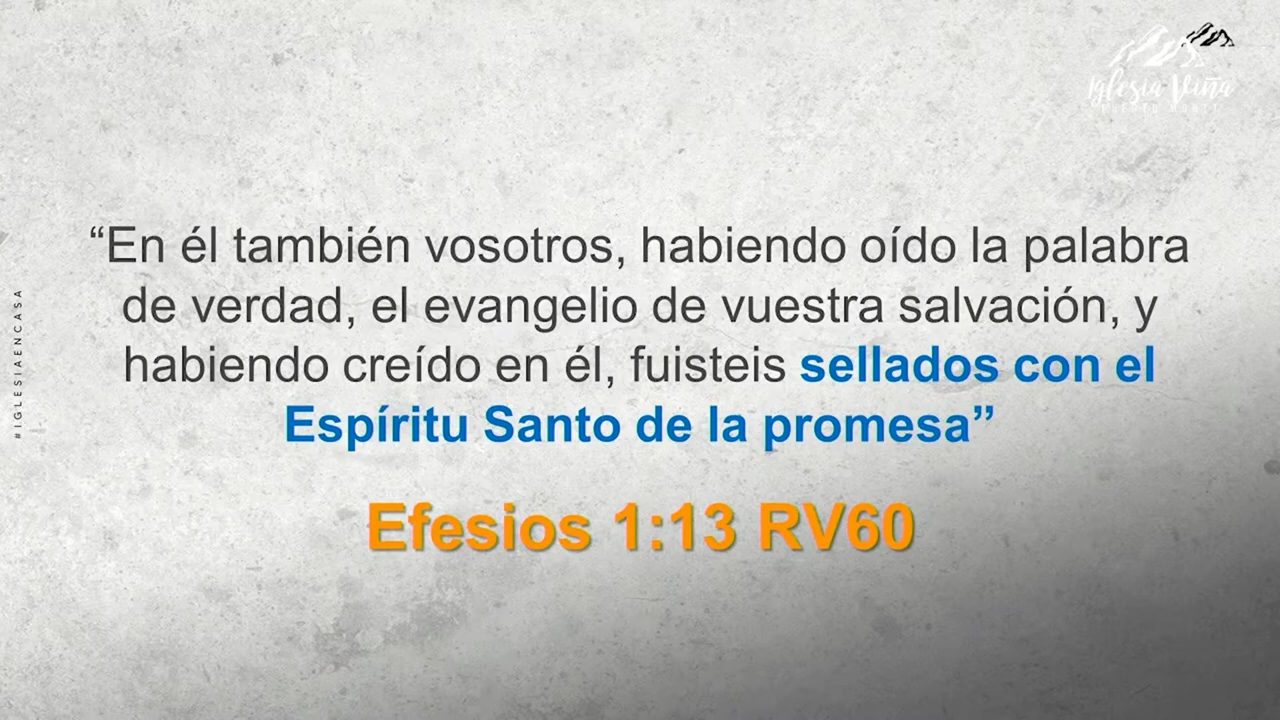 Iglesia Viña
“En él también vosotros, habiendo oído la palabra
de verdad, el evangelio de vuestra salvación, y
habiendo creído en él, fuisteis sellados con el
Espíritu Santo de la promesa”
Efesios 1:13 RV60
#IGLESIAENCASA